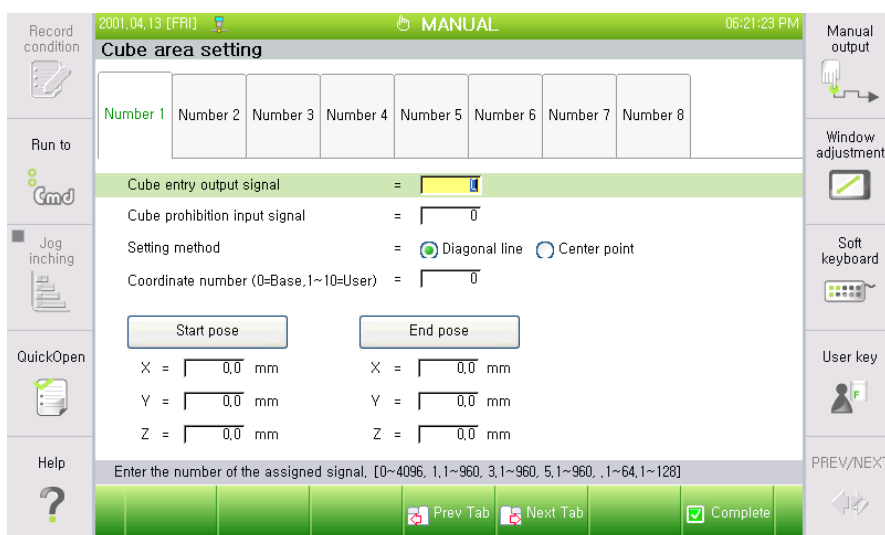 2001,04,13 [FRI] MANUAL 06:21:23 PM
Cube area setting
Record
condition
Run to
Cmd
Jog
inching
QuickOpen
Help
?
Number 1 Number 2 Number 3 Number 4 Number 5 Number 6 Number 7 Number 8
Cube entry output signal =
Cube prohibition input signal = 0
Setting method = Diagonal line Center point
Coordinate number (0=Base,1~10=User) = 0
Start pose End pose
X = 0,0 mm X = 0,0 mm
Y = 0,0 mm Y = 0,0 mm
Z = 0,0 mm Z = 0,0 mm
Enter the number of the assigned signal, [0~4096, 1,1~960, 3,1~960, 5,1~960, ,1~64,1~128]
Prev Tab Next Tab Complete
Manual
output
Window
adjustment
Soft
keyboard
User key
F
PREV/NEXT